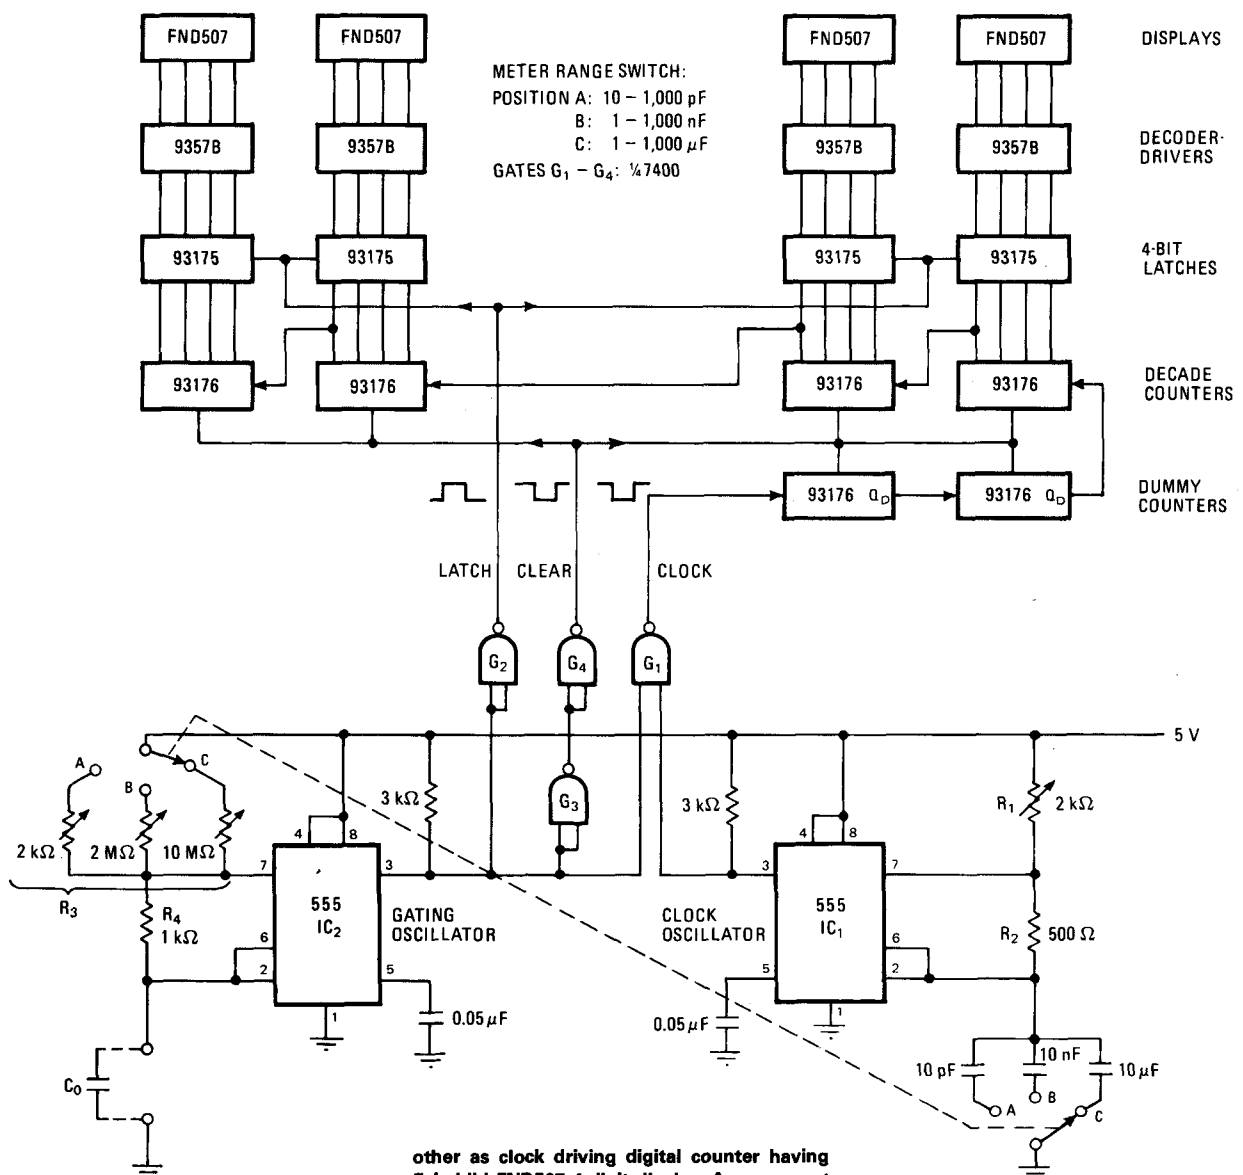 FND507 FND507 FND507 FND507 DISPLAYS
METER RANGE SWITCH:
POSITION A: 10 – 1,000 pF
B: 1 – 1,000 nF
C: 1 – 1,000 µF
GATES G1 – G4: ¼ 7400
9357B 9357B 9357B 9357B DECODER-
DRIVERS
93175 93175 93175 93175 4-BIT
LATCHES
93176 93176 93176 93176 DECADE
COUNTERS
93176 QD 93176 QD DUMMY
COUNTERS
LATCH CLEAR CLOCK
G2 G4 G1
5 V
A B C
3 kΩ G3 3 kΩ R1 2 kΩ
2 kΩ 2 MΩ 10 MΩ
R3
R4
1 kΩ
4 8
7 3
555
IC2
6
2 5
1
GATING
OSCILLATOR
0.05 µF
C0
CLOCK
OSCILLATOR
4 8
3 7
555
IC1
6
5 2
1
R2 500 Ω
0.05 µF
10 pF 10 nF 10 µF
A B C
other as clock driving digital counter having